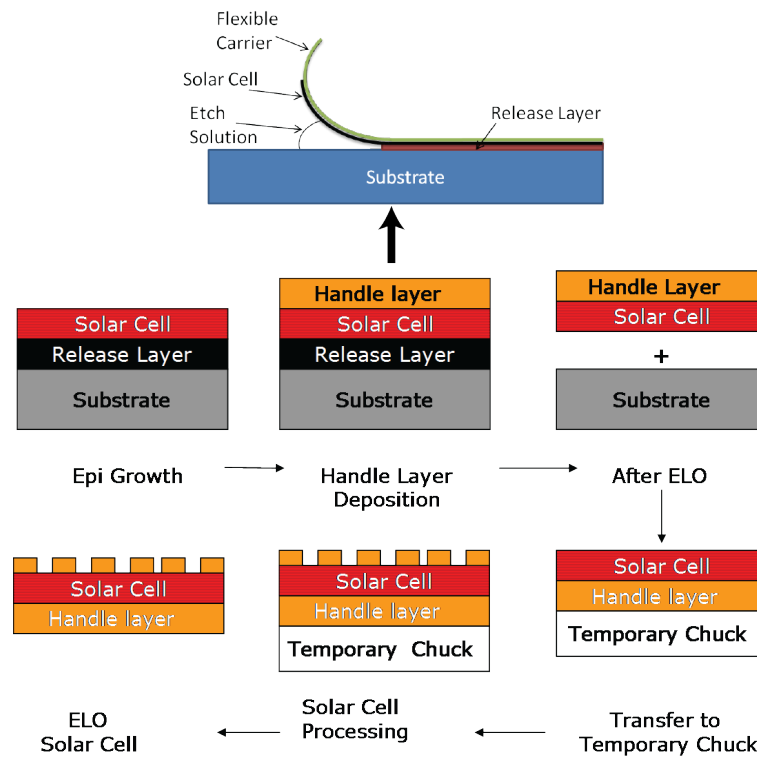 Flexible
Carrier
Solar Cell
Etch
Solution
Release Layer
Substrate
Handle layer
Solar Cell
Release Layer
Substrate
Solar Cell
Release Layer
Substrate
Handle Layer
Solar Cell
+
Substrate
Epi Growth
Handle Layer
Deposition
After ELO
Solar Cell
Handle layer
Solar Cell
Handle layer
Temporary Chuck
Solar Cell
Handle layer
Temporary Chuck
ELO
Solar Cell
Solar Cell
Processing
Transfer to
Temporary Chuck